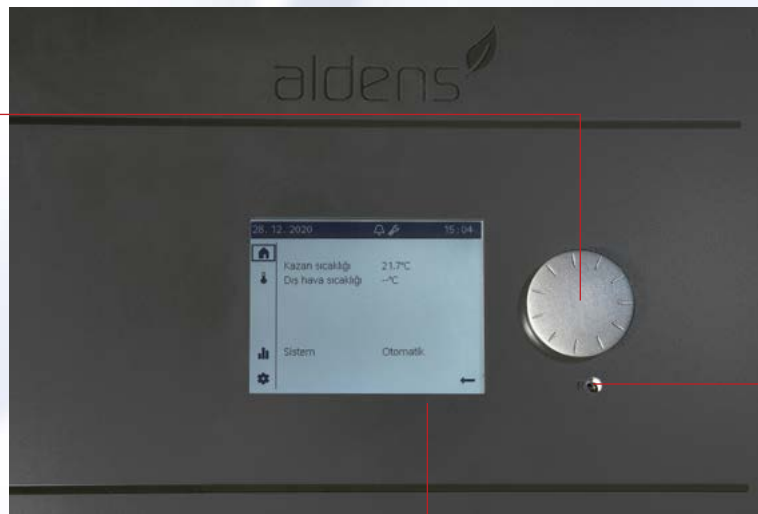 aldens
28. 12. 2020 15:04
Kazan sıcaklığı 21.7°C
Dış hava sıcaklığı --°C
Sistem Otomatik